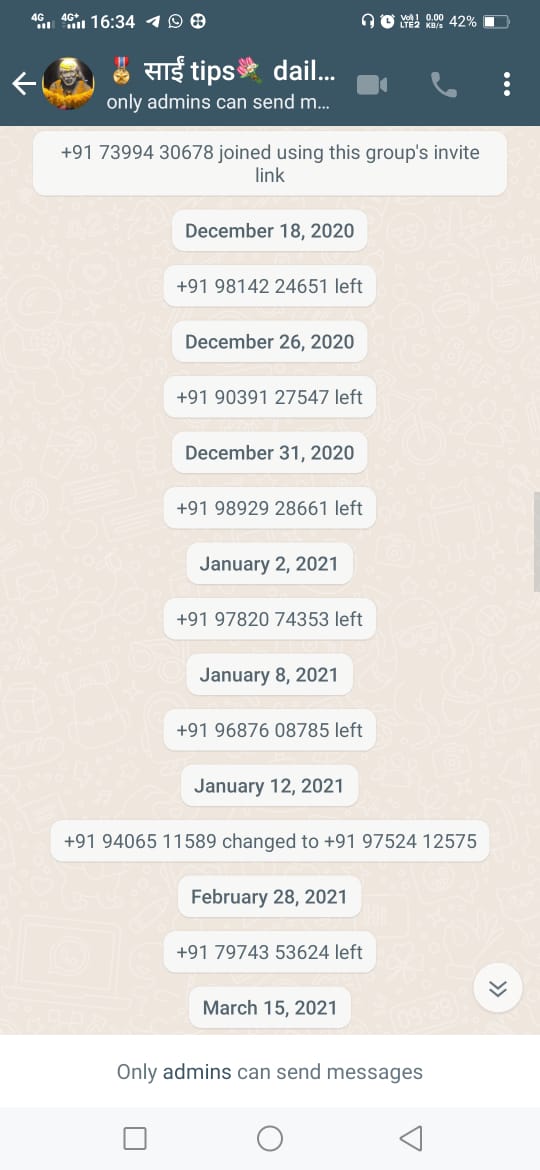 4G 4G+ 16:34 Vo) 1 LTE2 0.00 KB/s 42%
साईं tips dail...
only admins can send m...
+91 73994 30678 joined using this group's invite
link
December 18, 2020
+91 98142 24651 left
December 26, 2020
+91 90391 27547 left
December 31, 2020
+91 98929 28661 left
January 2, 2021
+91 97820 74353 left
January 8, 2021
+91 96876 08785 left
January 12, 2021
+91 94065 11589 changed to +91 97524 12575
February 28, 2021
+91 79743 53624 left
March 15, 2021
Only admins can send messages